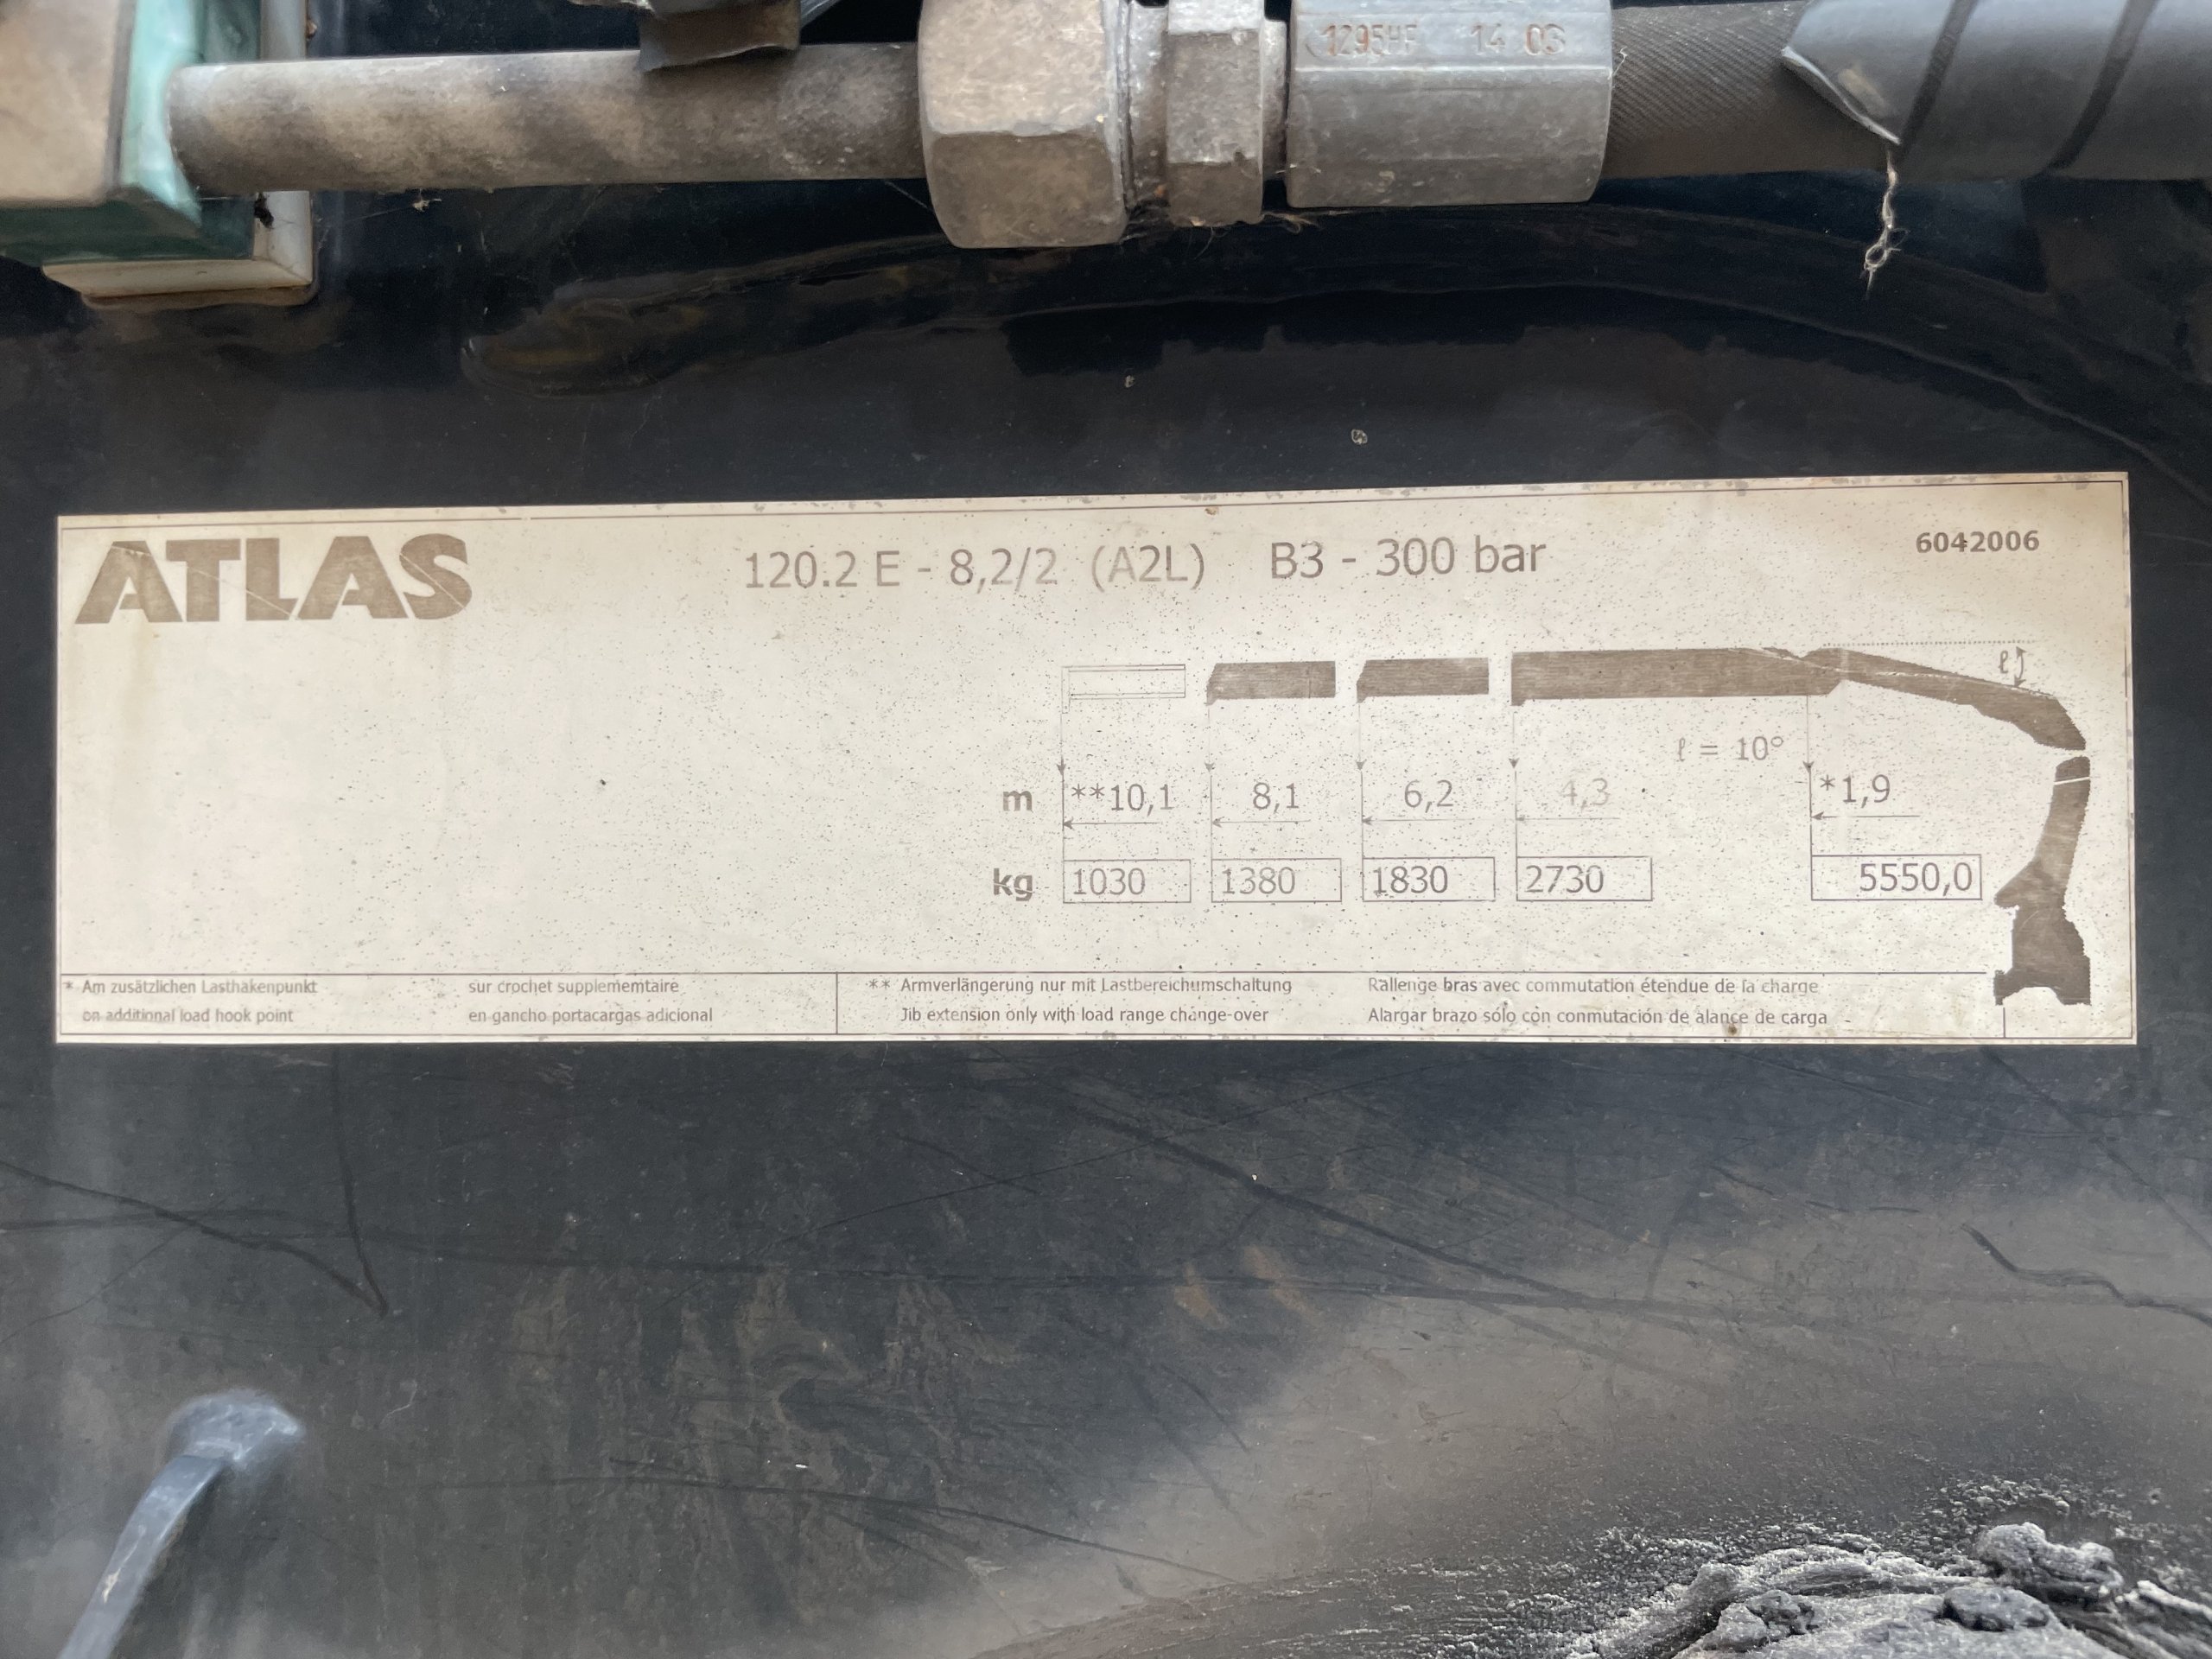 1295HF 14 03
ATLAS 120.2 E - 8,2/2 (A2L) B3 - 300 bar 6042006
ℓ
ℓ = 10°
m **10,1 8,1 6,2 4,3 *1,9
kg 1030 1380 1830 2730 5550,0
* Am zusätzlichen Lasthakenpunkt sur crochet supplementaire
on additional load hook point en gancho portacargas adicional
** Armverlängerung nur mit Lastbereichumschaltung Rallenge bras avec commutation étendue de la charge
Jib extension only with load range change-over Alargar brazo sólo con conmutación de alance de carga